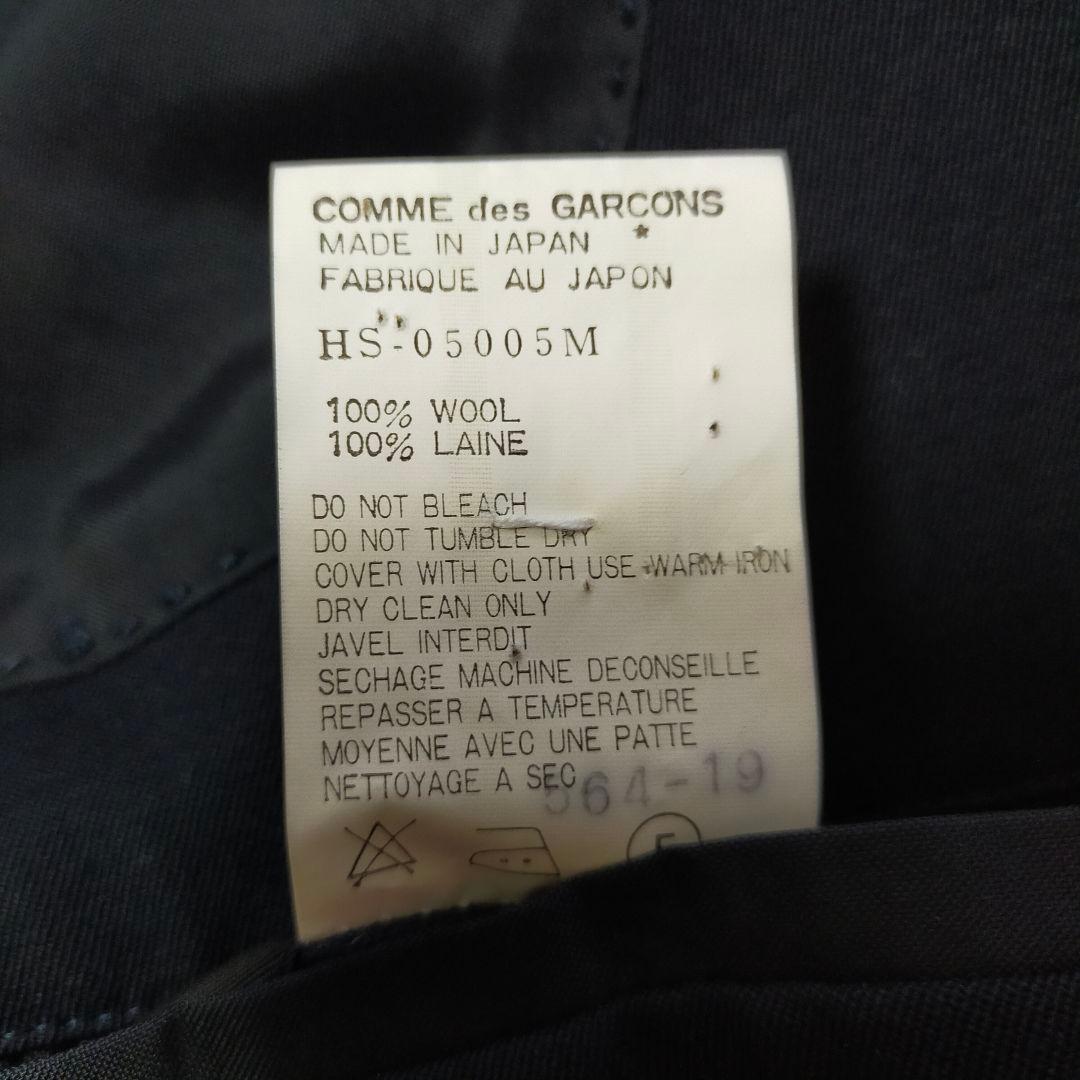 COMME des GARCONS
MADE IN JAPAN *
FABRIQUE AU JAPON
HS-05005M
100% WOOL
100% LAINE
DO NOT BLEACH
DO NOT TUMBLE DRY
COVER WITH CLOTH USE WARM IRON
DRY CLEAN ONLY
JAVEL INTERDIT
SECHAGE MACHINE DECONSEILLE
REPASSER A TEMPERATURE
MOYENNE AVEC UNE PATTE
NETTOYAGE A SEC
564-19